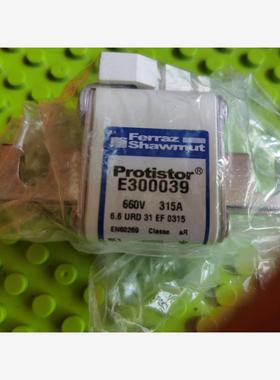 Ferraz
Shawmut
Protistor®
E300039
660V 315A
6.6 URD 31 EF 0315
EN60269 Classe aR